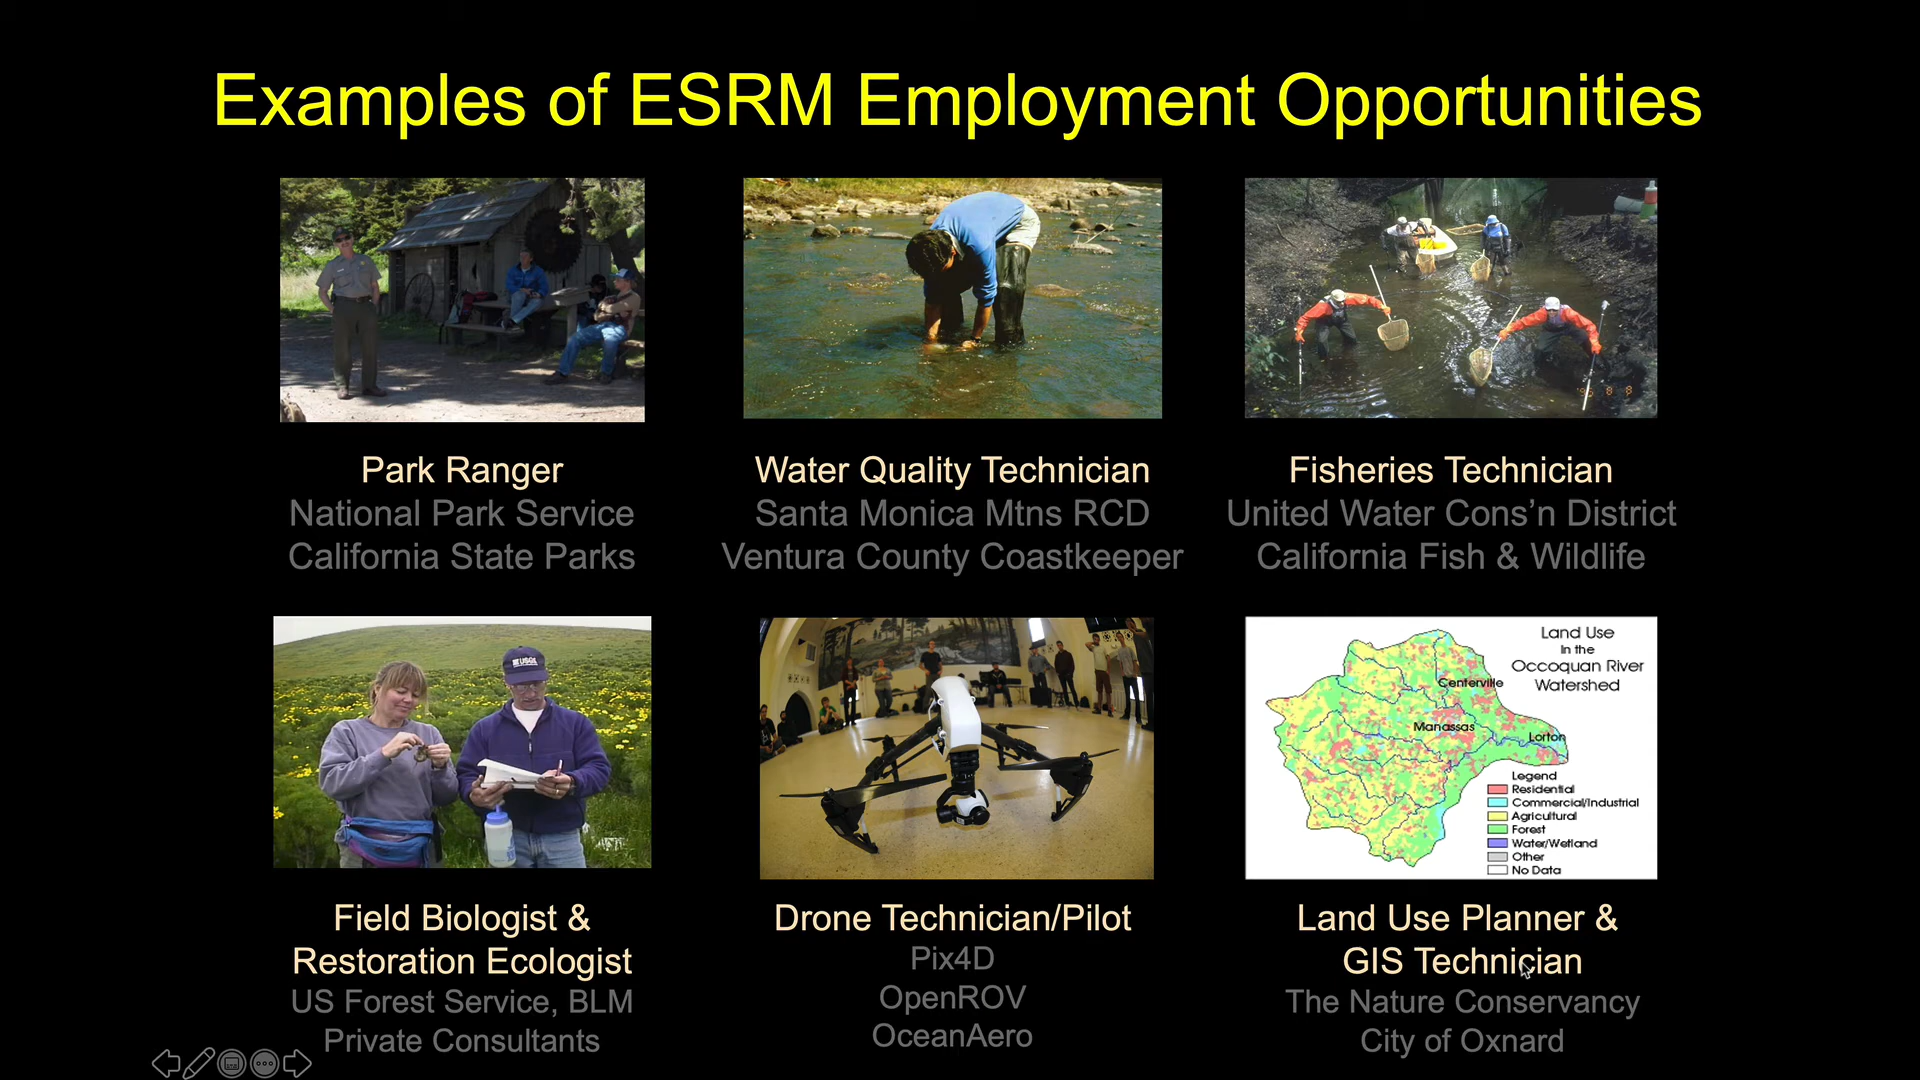 Examples of ESRM Employment Opportunities
Park Ranger
National Park Service
California State Parks
Water Quality Technician
Santa Monica Mtns RCD
Ventura County Coastkeeper
8 8
Fisheries Technician
United Water Cons’n District
California Fish & Wildlife
USGS
Field Biologist &
Restoration Ecologist
US Forest Service, BLM
Private Consultants
Drone Technician/Pilot
Pix4D
OpenROV
OceanAero
Land Use
In the
Occoquan River
Watershed
Centerville
Manassas
Lorton
Legend
Residential
Commercial/Industrial
Agricultural
Forest
Water/Wetland
Other
No Data
Land Use Planner &
GIS Technician
The Nature Conservancy
City of Oxnard